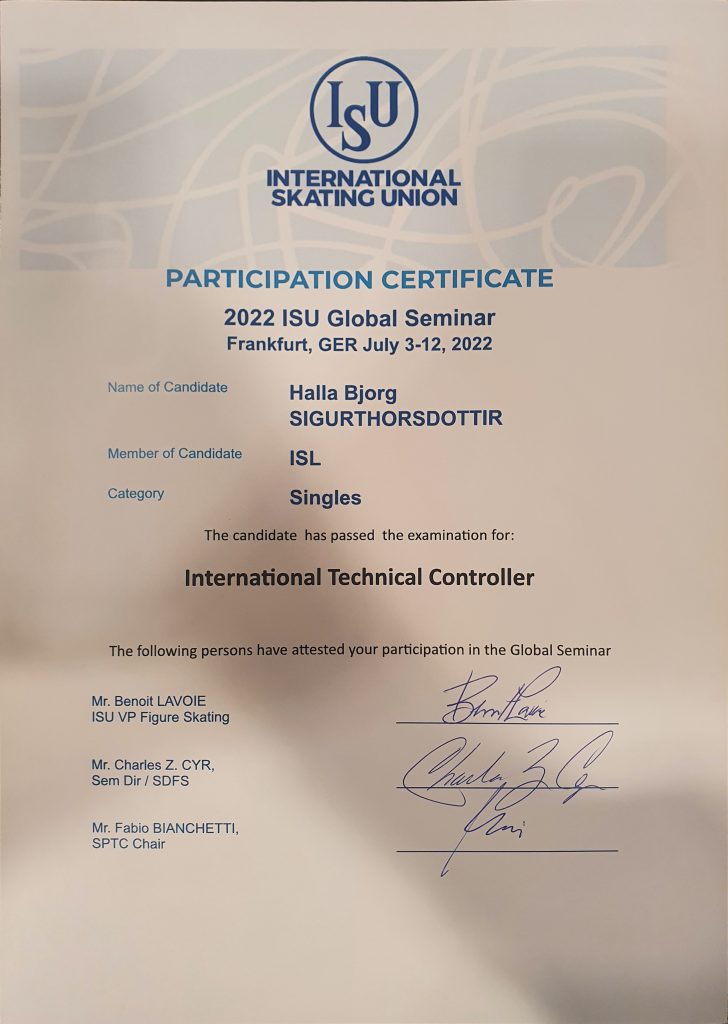 ISU
INTERNATIONAL
SKATING UNION
PARTICIPATION CERTIFICATE
2022 ISU Global Seminar
Frankfurt, GER July 3-12, 2022
Name of Candidate Halla Bjorg
SIGURTHORSDOTTIR
Member of Candidate ISL
Category Singles
The candidate has passed the examination for:
International Technical Controller
The following persons have attested your participation in the Global Seminar
Mr. Benoit LAVOIE
ISU VP Figure Skating
Mr. Charles Z. CYR,
Sem Dir / SDFS
Mr. Fabio BIANCHETTI,
SPTC Chair